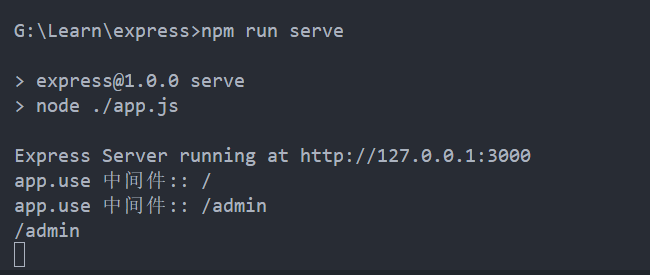 G:\Learn\express>npm run serve
> express@1.0.0 serve
> node ./app.js
Express Server running at http://127.0.0.1:3000
app.use 中间件:: /
app.use 中间件:: /admin
/admin